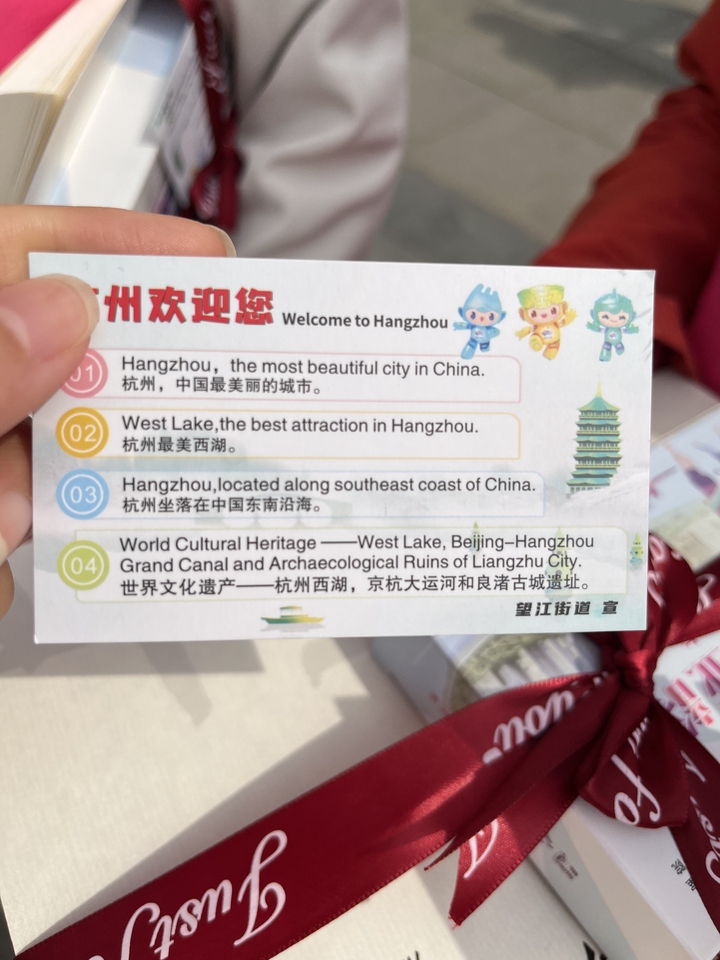 州欢迎您 Welcome to Hangzhou
01
Hangzhou, the most beautiful city in China.
杭州，中国最美丽的城市。
02
West Lake,the best attraction in Hangzhou.
杭州最美西湖。
03
Hangzhou,located along southeast coast of China.
杭州坐落在中国东南沿海。
04
World Cultural Heritage ——West Lake, Beijing–Hangzhou
Grand Canal and Archaeological Ruins of Liangzhu City.
世界文化遗产——杭州西湖，京杭大运河和良渚古城遗址。
望江街道 宣
Just